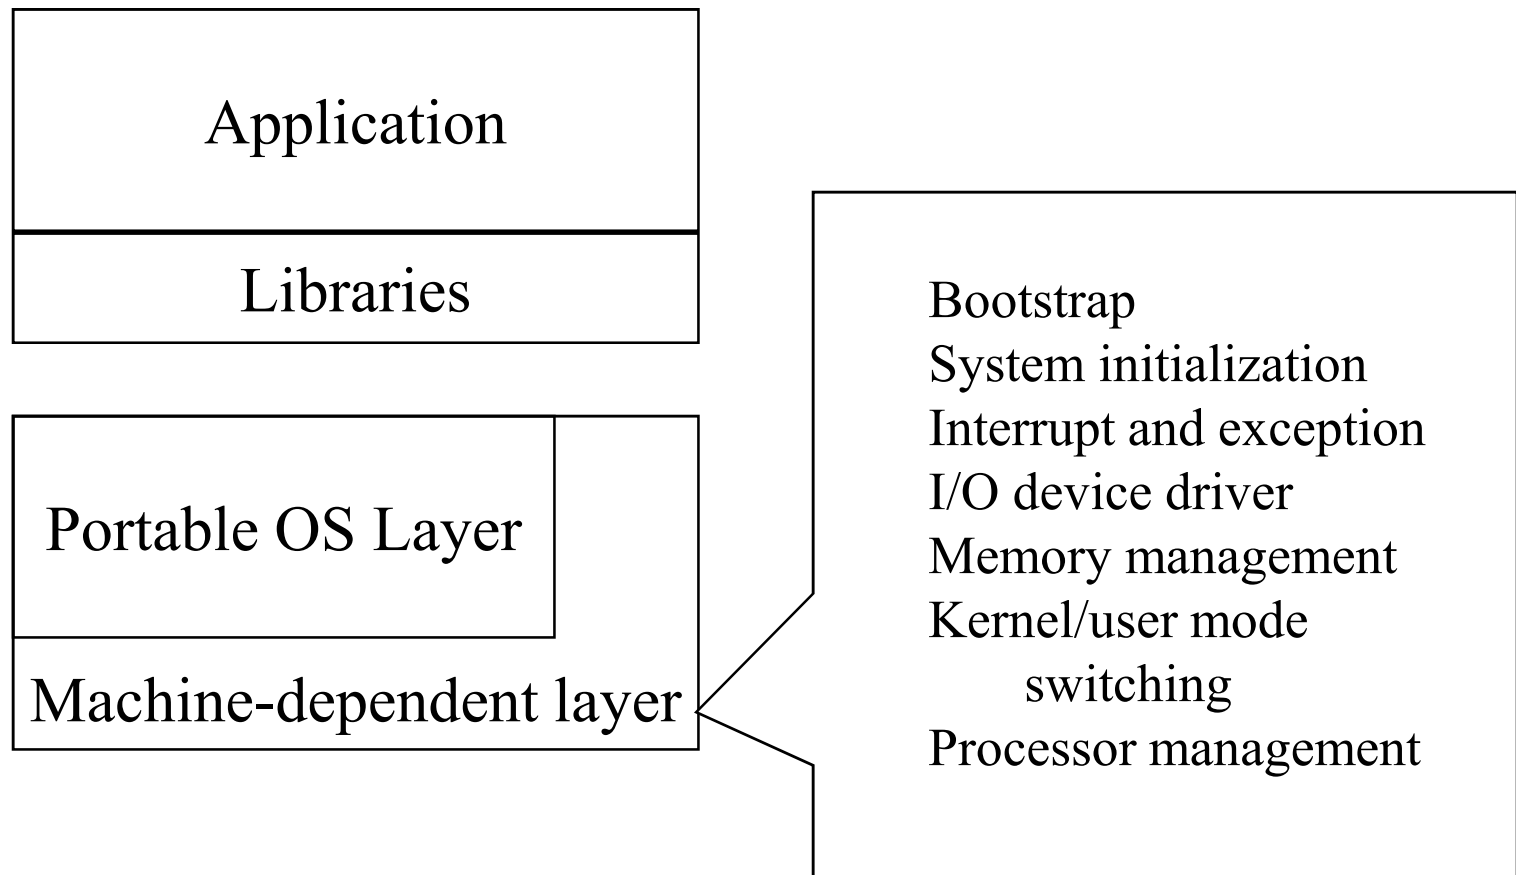 Application
Libraries
Portable OS Layer
Machine-dependent layer
Bootstrap
System initialization
Interrupt and exception
I/O device driver
Memory management
Kernel/user mode
switching
Processor management